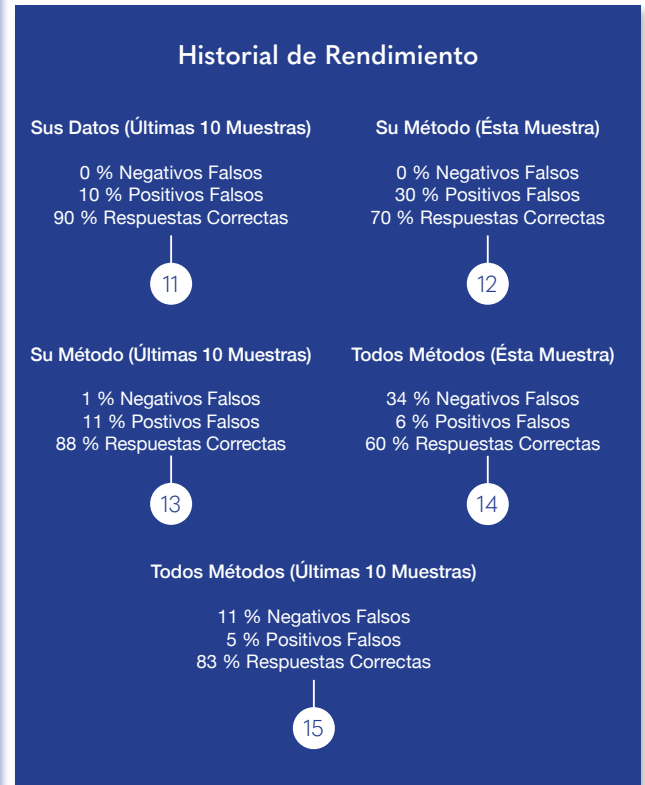 Historial de Rendimiento
Sus Datos (Últimas 10 Muestras)
0 % Negativos Falsos
10 % Positivos Falsos
90 % Respuestas Correctas
11
Su Método (Ésta Muestra)
0 % Negativos Falsos
30 % Positivos Falsos
70 % Respuestas Correctas
12
Su Método (Últimas 10 Muestras)
1 % Negativos Falsos
11 % Postivos Falsos
88 % Respuestas Correctas
13
Todos Métodos (Ésta Muestra)
34 % Negativos Falsos
6 % Positivos Falsos
60 % Respuestas Correctas
14
Todos Métodos (Últimas 10 Muestras)
11 % Negativos Falsos
5 % Positivos Falsos
83 % Respuestas Correctas
15